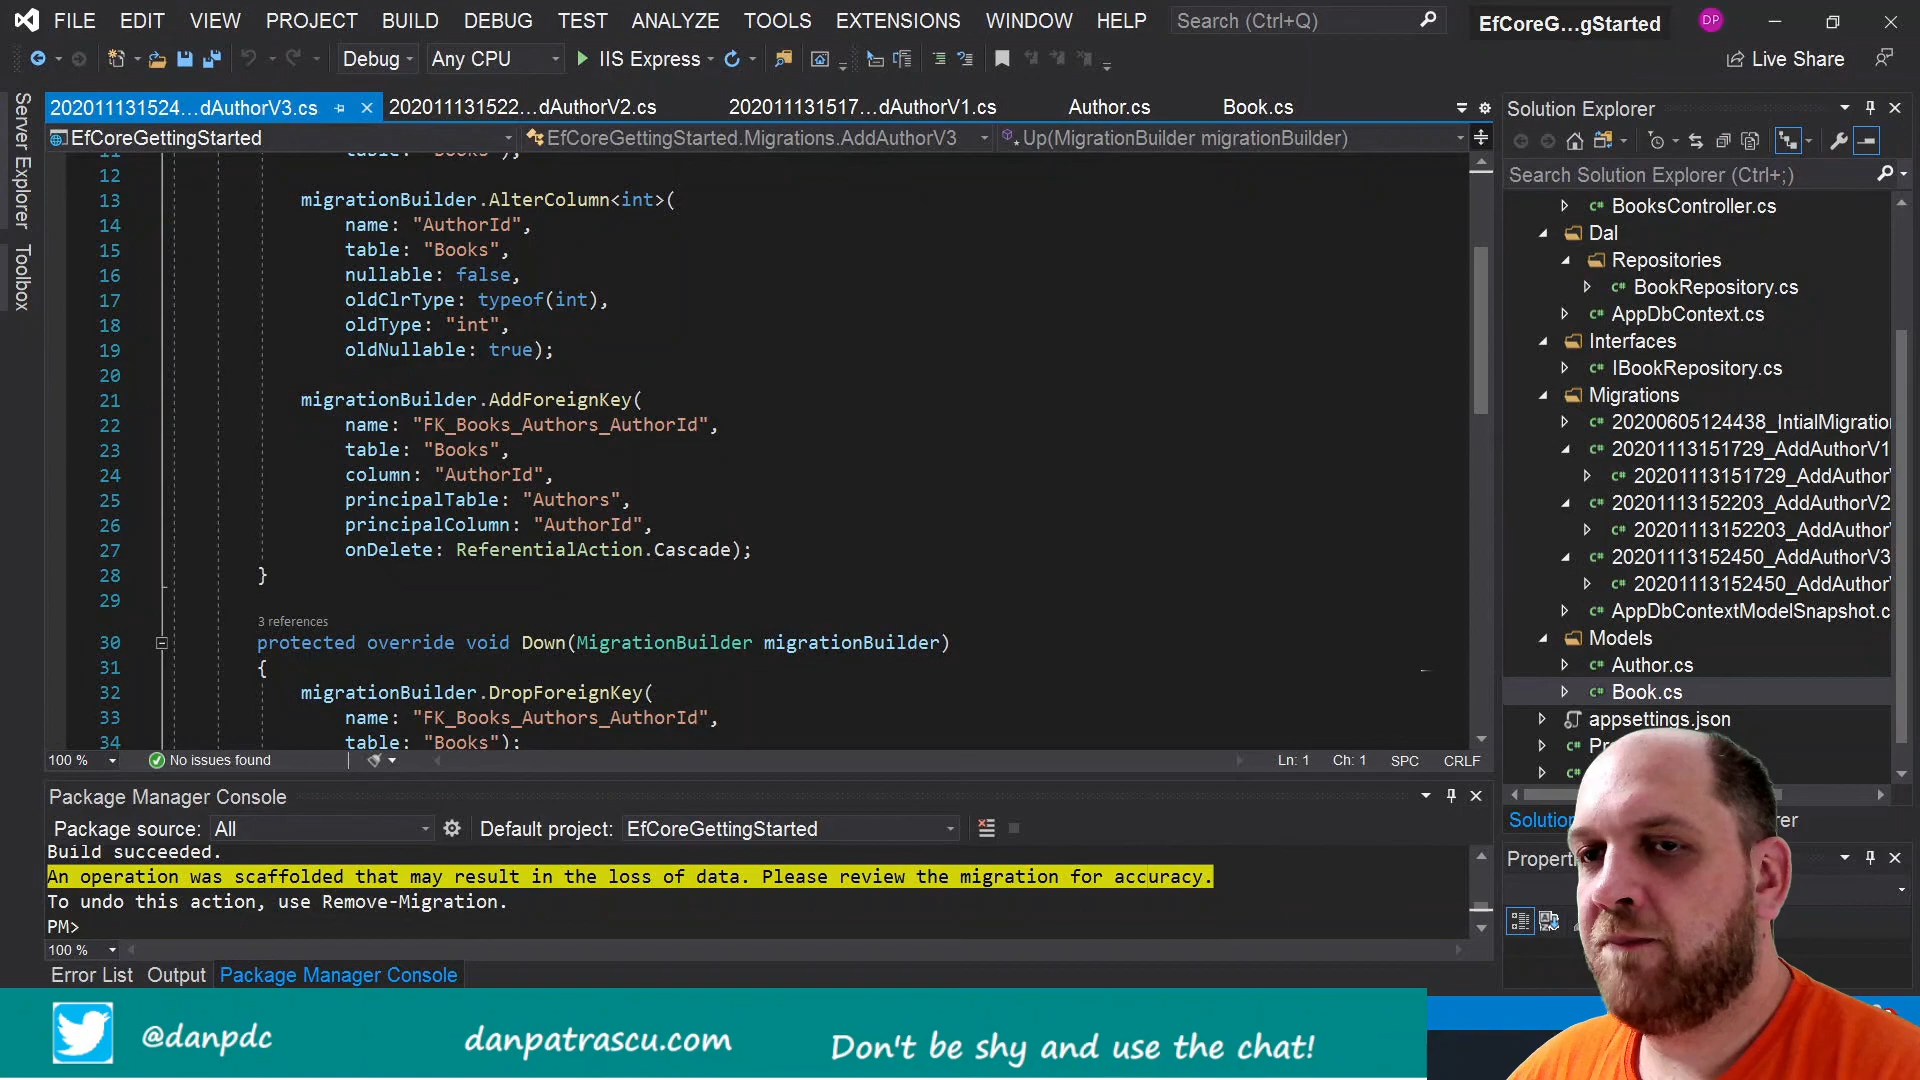 FILE EDIT VIEW PROJECT BUILD DEBUG TEST ANALYZE TOOLS EXTENSIONS WINDOW HELP Search (Ctrl+Q) EfCoreG...gStarted DP
Debug Any CPU IIS Express Live Share
Server Explorer
Toolbox
202011131524...dAuthorV3.cs 202011131522...dAuthorV2.cs 202011131517...dAuthorV1.cs Author.cs Book.cs
EfCoreGettingStarted EfCoreGettingStarted.Migrations.AddAuthorV3 Up(MigrationBuilder migrationBuilder)
11 table: "Books");
12
13 migrationBuilder.AlterColumn<int>(
14 name: "AuthorId",
15 table: "Books",
16 nullable: false,
17 oldClrType: typeof(int),
18 oldType: "int",
19 oldNullable: true);
20
21 migrationBuilder.AddForeignKey(
22 name: "FK_Books_Authors_AuthorId",
23 table: "Books",
24 column: "AuthorId",
25 principalTable: "Authors",
26 principalColumn: "AuthorId",
27 onDelete: ReferentialAction.Cascade);
28 }
29
3 references
30 protected override void Down(MigrationBuilder migrationBuilder)
31 {
32 migrationBuilder.DropForeignKey(
33 name: "FK_Books_Authors_AuthorId",
34 table: "Books");
100 % No issues found Ln: 1 Ch: 1 SPC CRLF
Package Manager Console
Package source: All Default project: EfCoreGettingStarted
Build succeeded.
An operation was scaffolded that may result in the loss of data. Please review the migration for accuracy.
To undo this action, use Remove-Migration.
PM>
100 %
Error List Output Package Manager Console
Solution Explorer
Search Solution Explorer (Ctrl+;)
BooksController.cs
Dal
Repositories
BookRepository.cs
AppDbContext.cs
Interfaces
IBookRepository.cs
Migrations
20200605124438_IntialMigratio
20201113151729_AddAuthorV1
20201113151729_AddAuthor
20201113152203_AddAuthorV2
20201113152203_AddAuthor
20201113152450_AddAuthorV3
20201113152450_AddAuthor
AppDbContextModelSnapshot.c
Models
Author.cs
Book.cs
appsettings.json
@danpdc danpatrascu.com Don't be shy and use the chat!